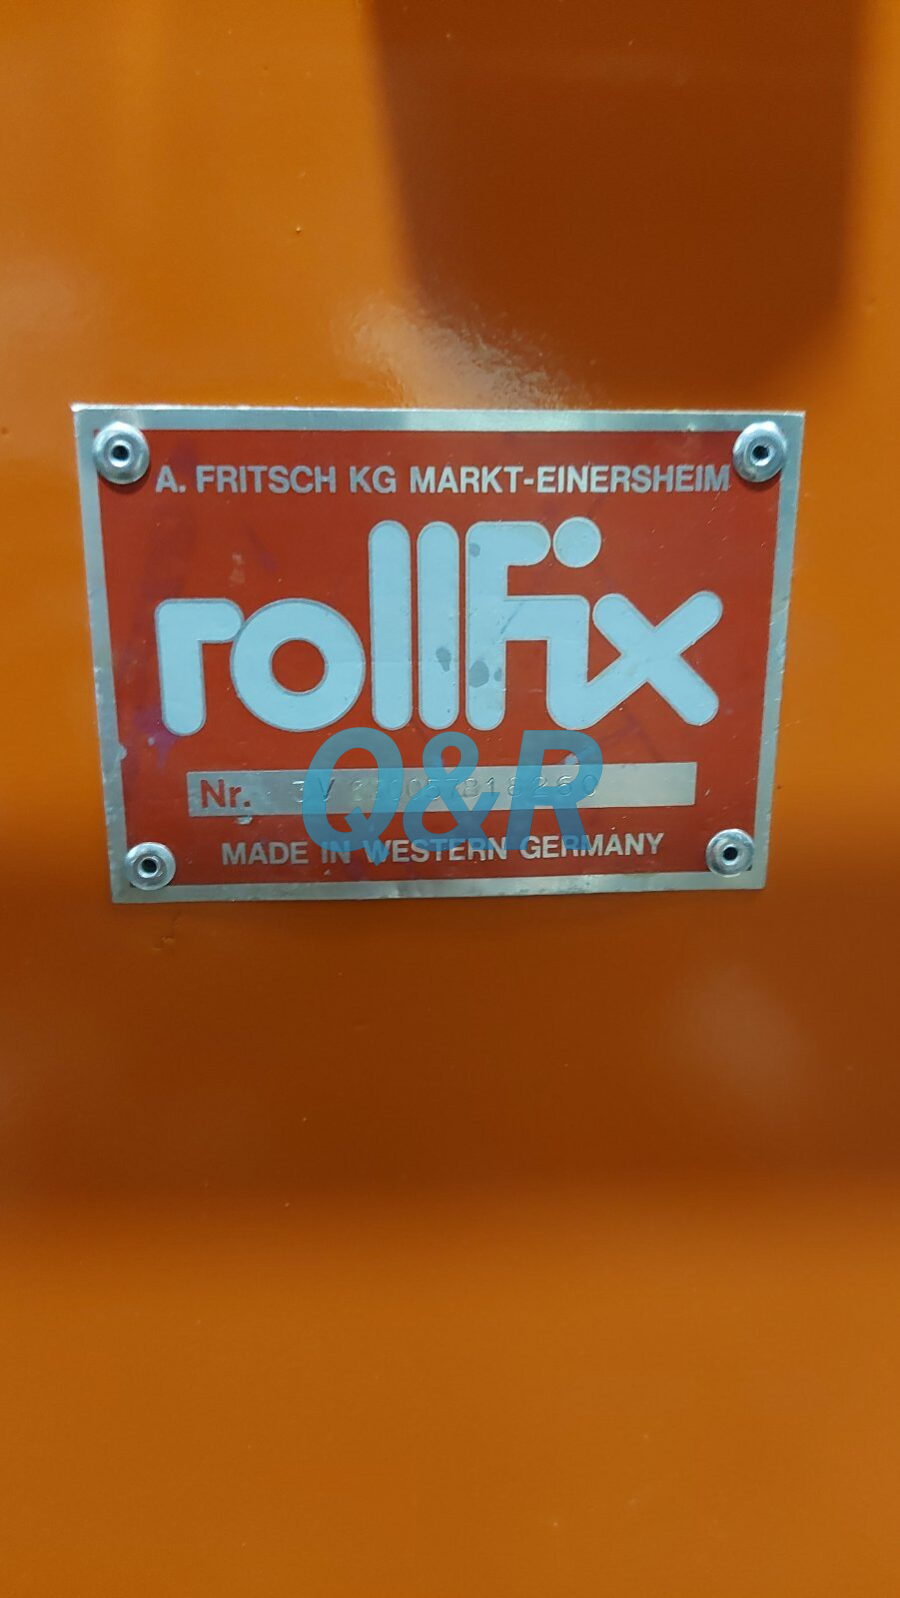 A. FRITSCH KG MARKT-EINERSHEIM
rollfix
Q&R
Nr.
MADE IN WESTERN GERMANY